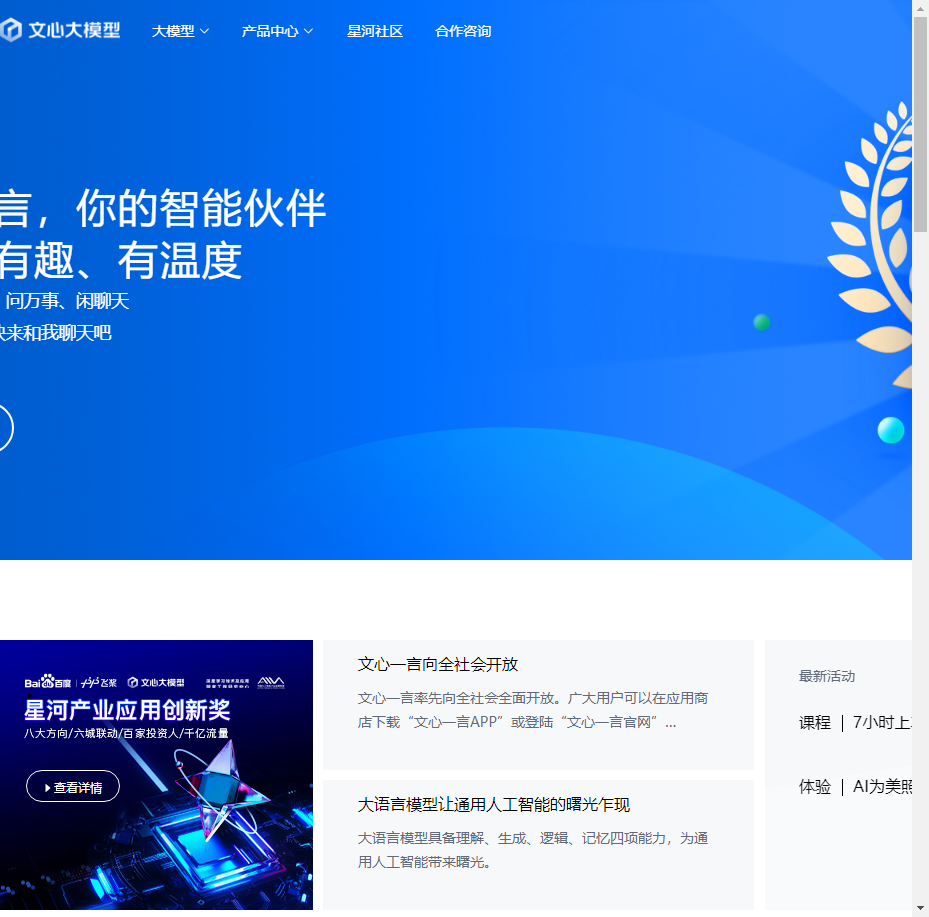 文心大模型 大模型 产品中心 星河社区 合作咨询
言，你的智能伙伴
有趣、有温度
问万事、闲聊天
快来和我聊天吧
Bai百度 飞桨 文心大模型
星河产业应用创新奖
八大方向/六城联动/百家投资人/千亿流量
查看详情
文心一言向全社会开放
文心一言率先向全社会全面开放。广大用户可以在应用商
店下载“文心一言APP”或登陆“文心一言官网”...
大语言模型让通用人工智能的曙光乍现
大语言模型具备理解、生成、逻辑、记忆四项能力，为通
用人工智能带来曙光。
最新活动
课程 | 7小时上
体验 | AI为美照